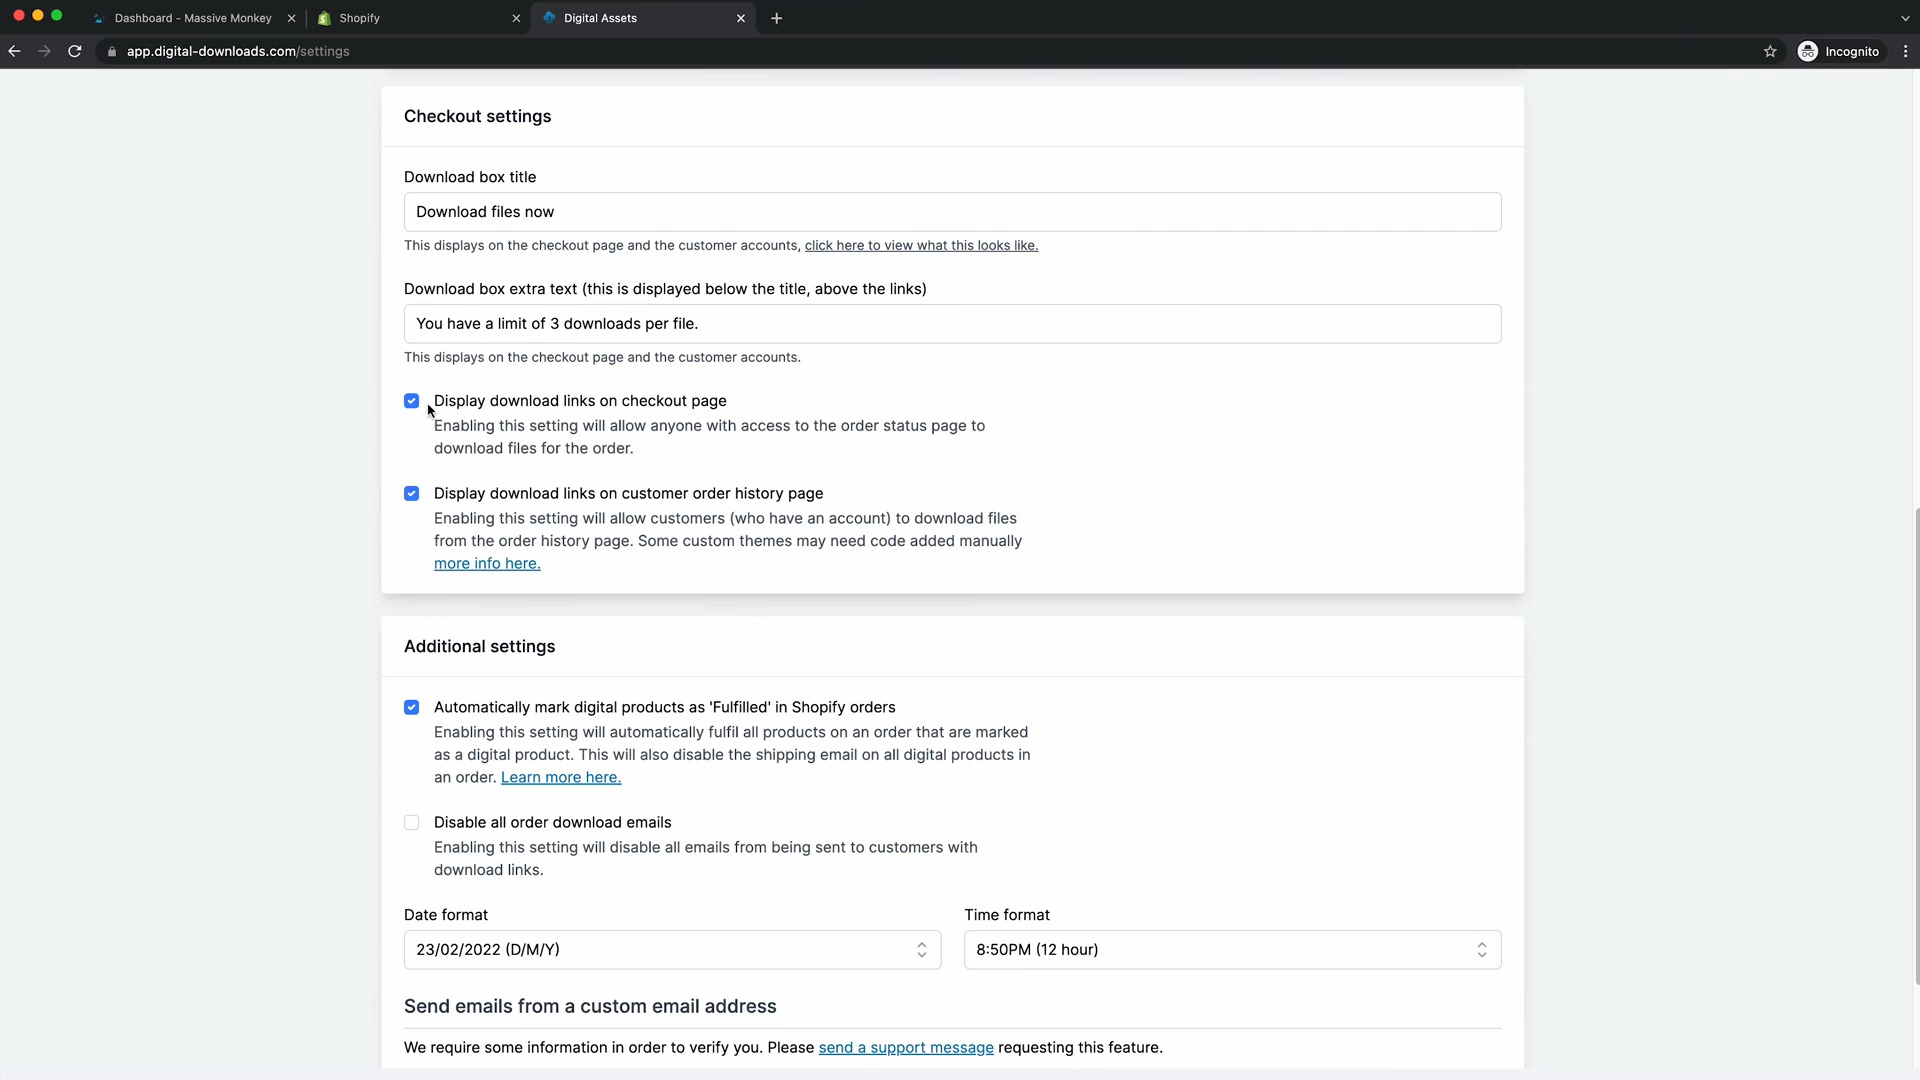 Dashboard - Massive Monkey
Shopify
Digital Assets
app.digital-downloads.com/settings
Incognito
Checkout settings
Download box title
Download files now
This displays on the checkout page and the customer accounts, click here to view what this looks like.
Download box extra text (this is displayed below the title, above the links)
You have a limit of 3 downloads per file.
This displays on the checkout page and the customer accounts.
Display download links on checkout page
Enabling this setting will allow anyone with access to the order status page to
download files for the order.
Display download links on customer order history page
Enabling this setting will allow customers (who have an account) to download files
from the order history page. Some custom themes may need code added manually
more info here.
Additional settings
Automatically mark digital products as 'Fulfilled' in Shopify orders
Enabling this setting will automatically fulfil all products on an order that are marked
as a digital product. This will also disable the shipping email on all digital products in
an order. Learn more here.
Disable all order download emails
Enabling this setting will disable all emails from being sent to customers with
download links.
Date format
Time format
23/02/2022 (D/M/Y)
8:50PM (12 hour)
Send emails from a custom email address
We require some information in order to verify you. Please send a support message requesting this feature.